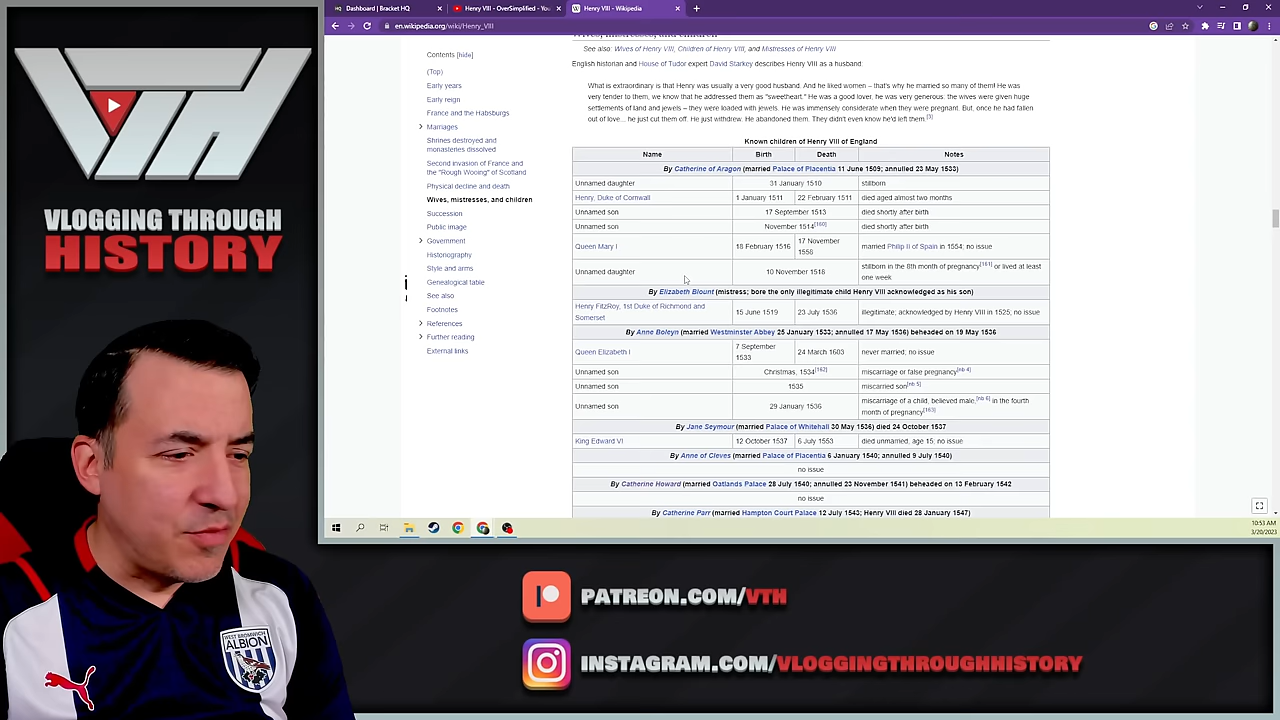 VTH
VLOGGING THROUGH
HISTORY
Dashboard | Bracket HQ
Henry VIII - OverSimplified - You
Henry VIII - Wikipedia
en.wikipedia.org/wiki/Henry_VIII
Contents [hide]
(Top)
Early years
Early reign
France and the Habsburgs
Marriages
Shrines destroyed and
monasteries dissolved
Second invasion of France and
the "Rough Wooing" of Scotland
Physical decline and death
Wives, mistresses, and children
Succession
Public image
Government
Historiography
Style and arms
Genealogical table
See also
Footnotes
References
Further reading
External links
Wives, mistresses, and children
See also: Wives of Henry VIII, Children of Henry VIII, and Mistresses of Henry VIII
English historian and House of Tudor expert David Starkey describes Henry VIII as a husband:
What is extraordinary is that Henry was usually a very good husband. And he liked women – that's why he married so many of them! He was
very tender to them, we know that he addressed them as "sweetheart." He was a good lover, he was very generous: the wives were given huge
settlements of land and jewels – they were loaded with jewels. He was immensely considerate when they were pregnant. But, once he had fallen
out of love... he just cut them off. He just withdrew. He abandoned them. They didn't even know he'd left them.[3]
Known children of Henry VIII of England
Name Birth Death Notes
By Catherine of Aragon (married Palace of Placentia 11 June 1509; annulled 23 May 1533)
Unnamed daughter 31 January 1510 stillborn
Henry, Duke of Cornwall 1 January 1511 22 February 1511 died aged almost two months
Unnamed son 17 September 1513 died shortly after birth
Unnamed son November 1514[160] died shortly after birth
Queen Mary I 18 February 1516 17 November 1558 married Philip II of Spain in 1554; no issue
Unnamed daughter 10 November 1518 stillborn in the 8th month of pregnancy[161] or lived at least
one week
By Elizabeth Blount (mistress; bore the only illegitimate child Henry VIII acknowledged as his son)
Henry FitzRoy, 1st Duke of Richmond and
Somerset 15 June 1519 23 July 1536 illegitimate; acknowledged by Henry VIII in 1525; no issue
By Anne Boleyn (married Westminster Abbey 25 January 1533; annulled 17 May 1536) beheaded on 19 May 1536
Queen Elizabeth I 7 September 1533 24 March 1603 never married; no issue
Unnamed son Christmas, 1534[162] miscarriage or false pregnancy[nb 4]
Unnamed son 1535 miscarried son[nb 5]
Unnamed son 29 January 1536 miscarriage of a child, believed male,[nb 6] in the fourth
month of pregnancy[163]
By Jane Seymour (married Palace of Whitehall 30 May 1536) died 24 October 1537
King Edward VI 12 October 1537 6 July 1553 died unmarried, age 15; no issue
By Anne of Cleves (married Palace of Placentia 6 January 1540; annulled 9 July 1540)
no issue
By Catherine Howard (married Oatlands Palace 28 July 1540; annulled 23 November 1541) beheaded on 13 February 1542
no issue
By Catherine Parr (married Hampton Court Palace 12 July 1543; Henry VIII died 28 January 1547)
10:53 AM
3/20/2023
WEST BROMWICH
ALBION
PATREON.COM/VTH
INSTAGRAM.COM/VLOGGINGTHROUGHHISTORY